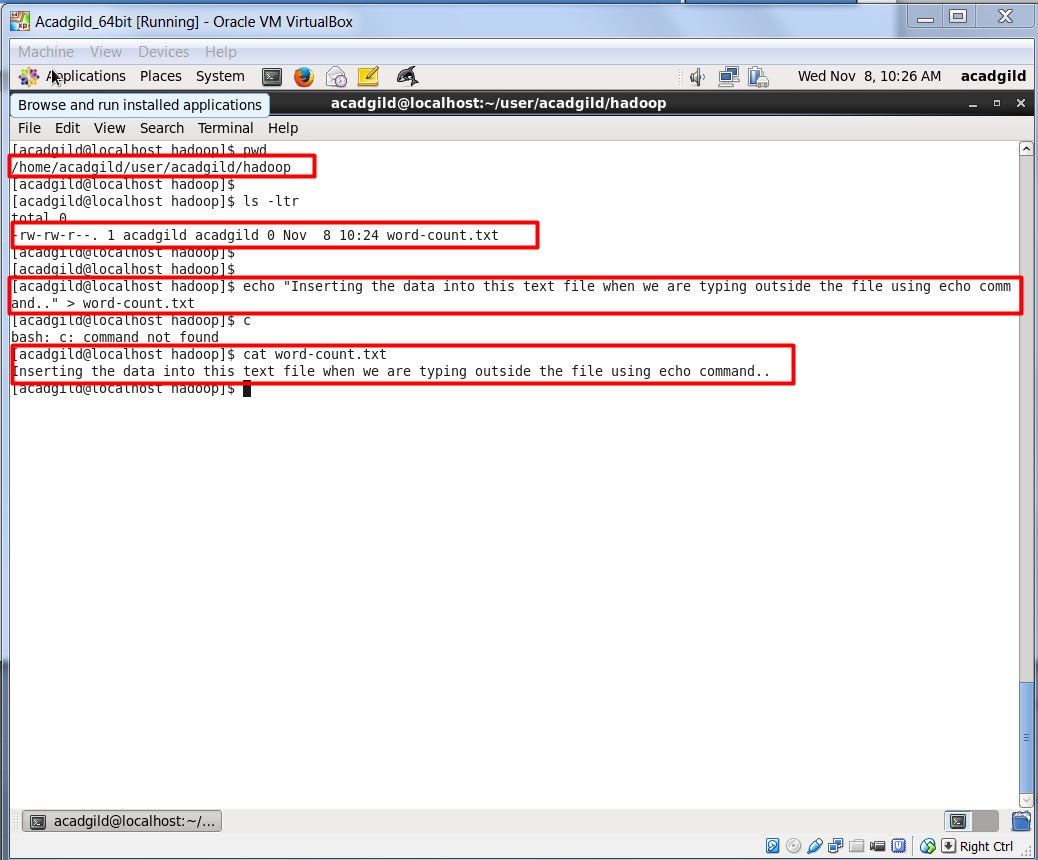 Acadgild_64bit [Running] - Oracle VM VirtualBox
Machine View Devices Help
Applications Places System Wed Nov 8, 10:26 AM acadgild
Browse and run installed applications
acadgild@localhost:~/user/acadgild/hadoop
File Edit View Search Terminal Help
[acadgild@localhost hadoop]$ pwd
/home/acadgild/user/acadgild/hadoop
[acadgild@localhost hadoop]$
[acadgild@localhost hadoop]$ ls -ltr
total 0
-rw-rw-r--. 1 acadgild acadgild 0 Nov  8 10:24 word-count.txt
[acadgild@localhost hadoop]$
[acadgild@localhost hadoop]$
[acadgild@localhost hadoop]$ echo "Inserting the data into this text file when we are typing outside the file using echo comm
and.." > word-count.txt
[acadgild@localhost hadoop]$ c
bash: c: command not found
[acadgild@localhost hadoop]$ cat word-count.txt
Inserting the data into this text file when we are typing outside the file using echo command..
[acadgild@localhost hadoop]$
acadgild@localhost:~/...
Right Ctrl